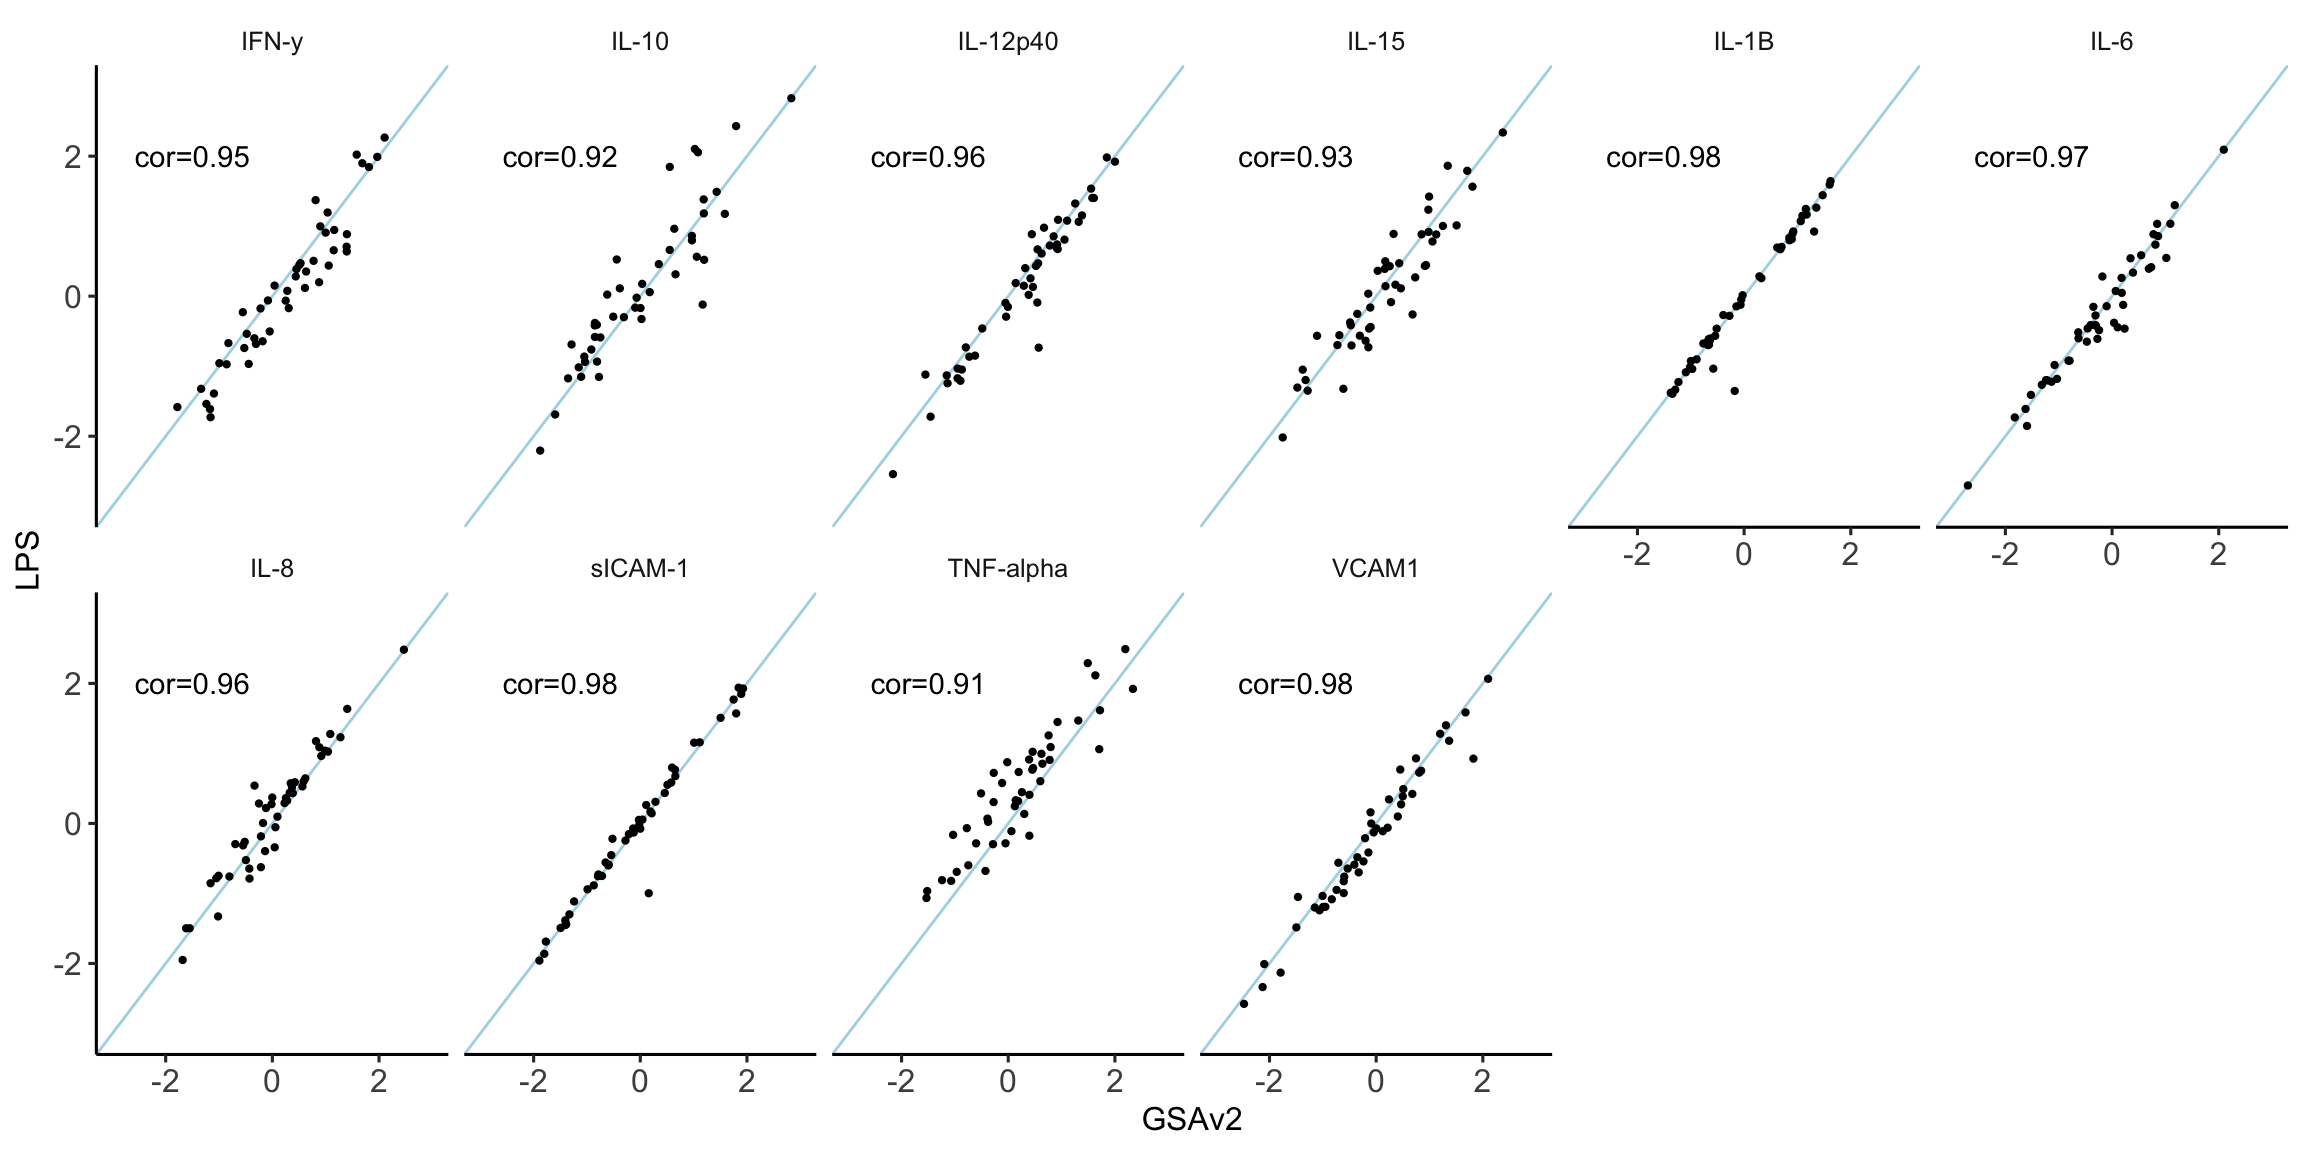 IFN-y IL-10 IL-12p40 IL-15 IL-1B IL-6
2 cor=0.95 cor=0.92 cor=0.96 cor=0.93 cor=0.98 cor=0.97
0
-2
-2 0 2 -2 0 2
LPS
IL-8 sICAM-1 TNF-alpha VCAM1
2 cor=0.96 cor=0.98 cor=0.91 cor=0.98
0
-2
-2 0 2 -2 0 2 -2 0 2 -2 0 2
GSAv2